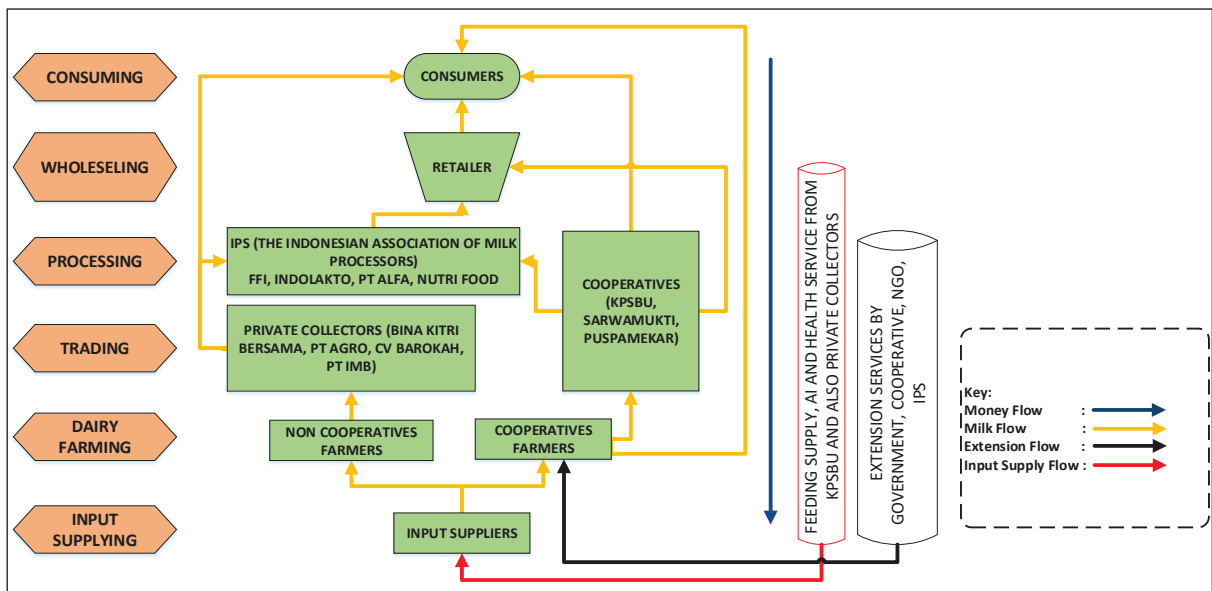 CONSUMING
WHOLESELING
PROCESSING
TRADING
DAIRY
FARMING
INPUT
SUPPLYING
CONSUMERS
RETAILER
IPS (THE INDONESIAN ASSOCIATION OF MILK
PROCESSORS)
FFI, INDOLAKTO, PT ALFA, NUTRI FOOD
PRIVATE COLLECTORS (BINA KITRI
BERSAMA, PT AGRO, CV BAROKAH,
PT IMB)
COOPERATIVES
(KPSBU,
SARWAMUKTI,
PUSPAMEKAR)
NON COOPERATIVES
FARMERS
COOPERATIVES
FARMERS
INPUT SUPPLIERS
FEEDING SUPPLY, AI AND HEALTH SERVICE FROM
KPSBU AND ALSO PRIVATE COLLECTORS
EXTENSION SERVICES BY
GOVERNMENT, COOPERATIVE, NGO,
IPS
Key:
Money Flow :
Milk Flow :
Extension Flow :
Input Supply Flow :